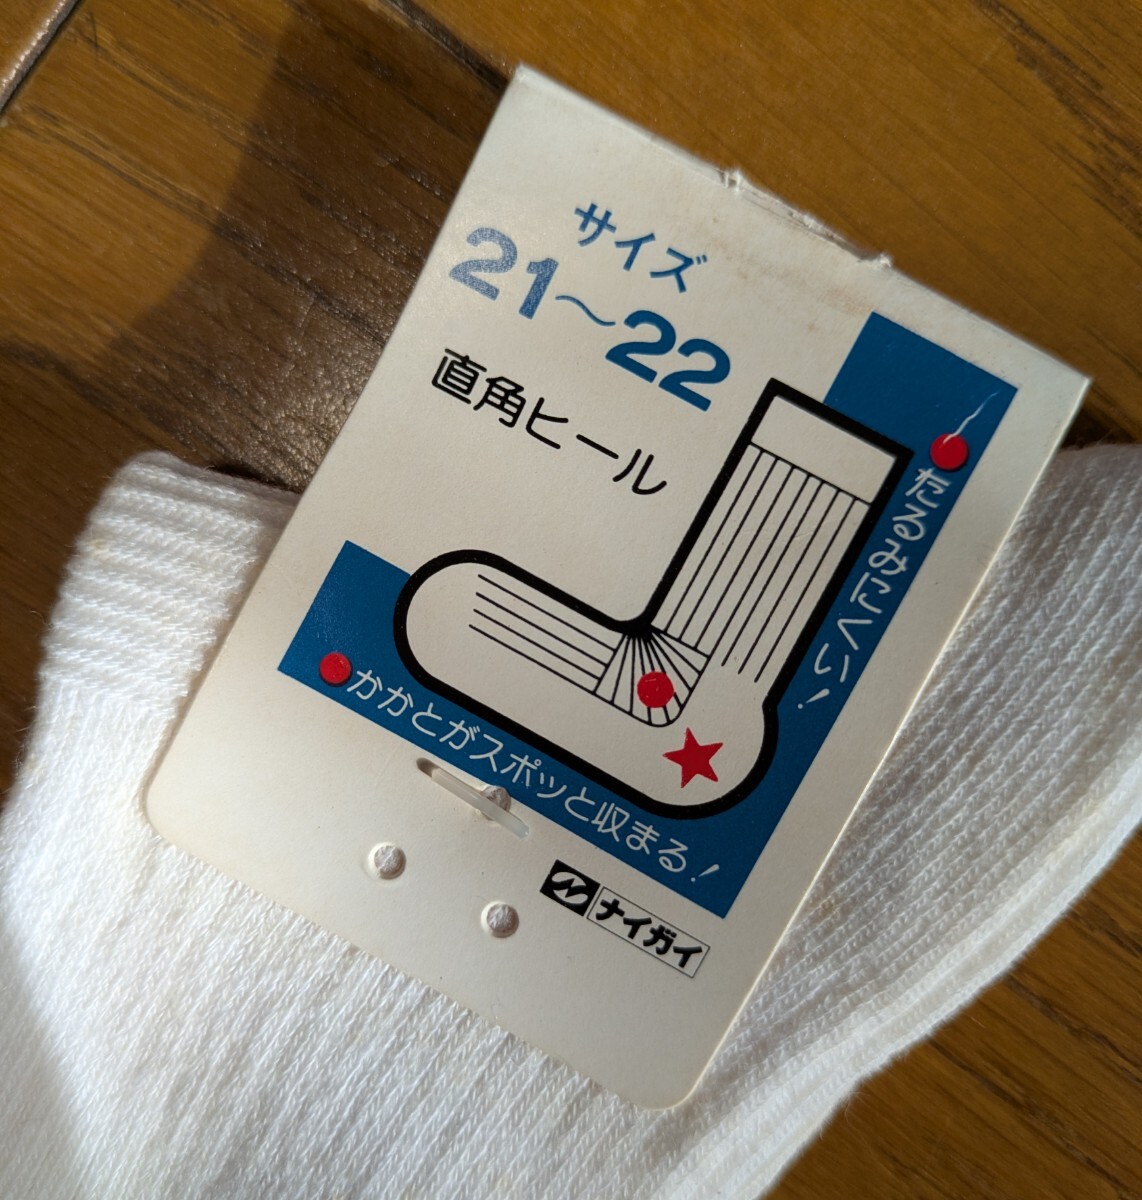 サイズ
21〜22
直角ヒール
たるみにくい!
かかとがスポッと収まる!
ナイガイ